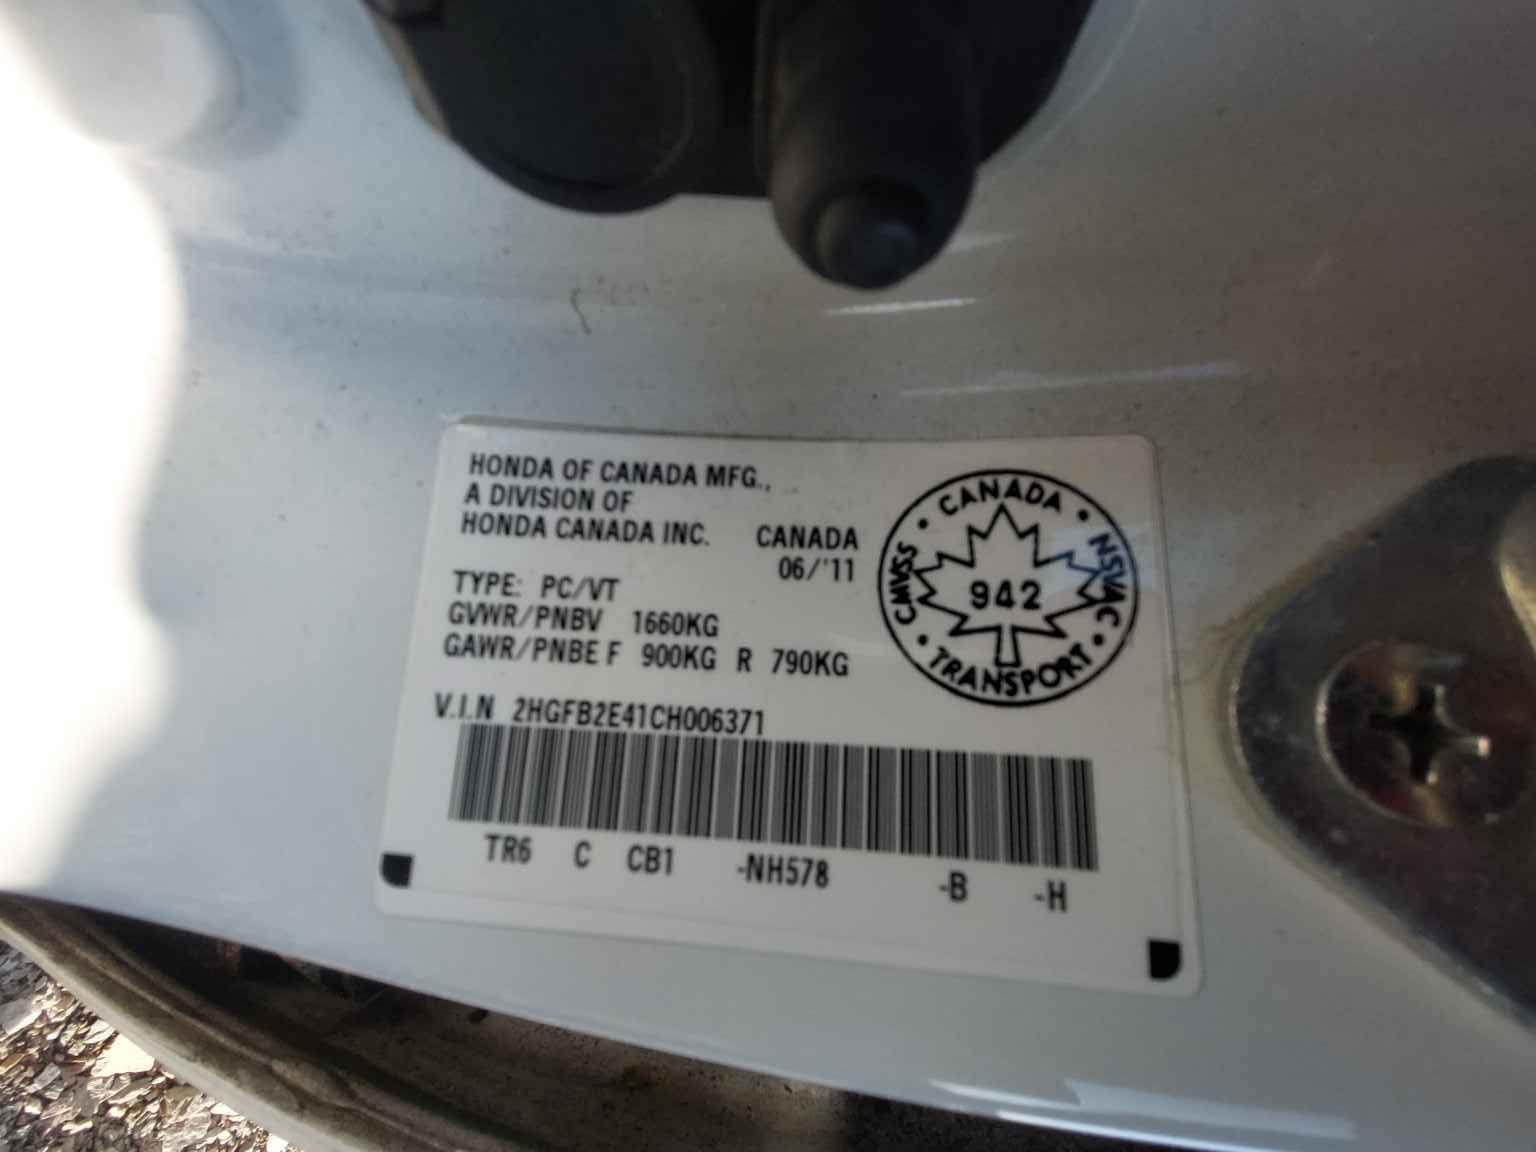 HONDA OF CANADA MFG.,
A DIVISION OF
HONDA CANADA INC. CANADA
06/'11
TYPE: PC/VT
GVWR/PNBV 1660KG
GAWR/PNBE F 900KG R 790KG
V.I.N 2HGFB2E41CH006371
TR6 C CB1 -NH578 -B -H
CANADA
CMVSS
942
NSVAC
TRANSPORT